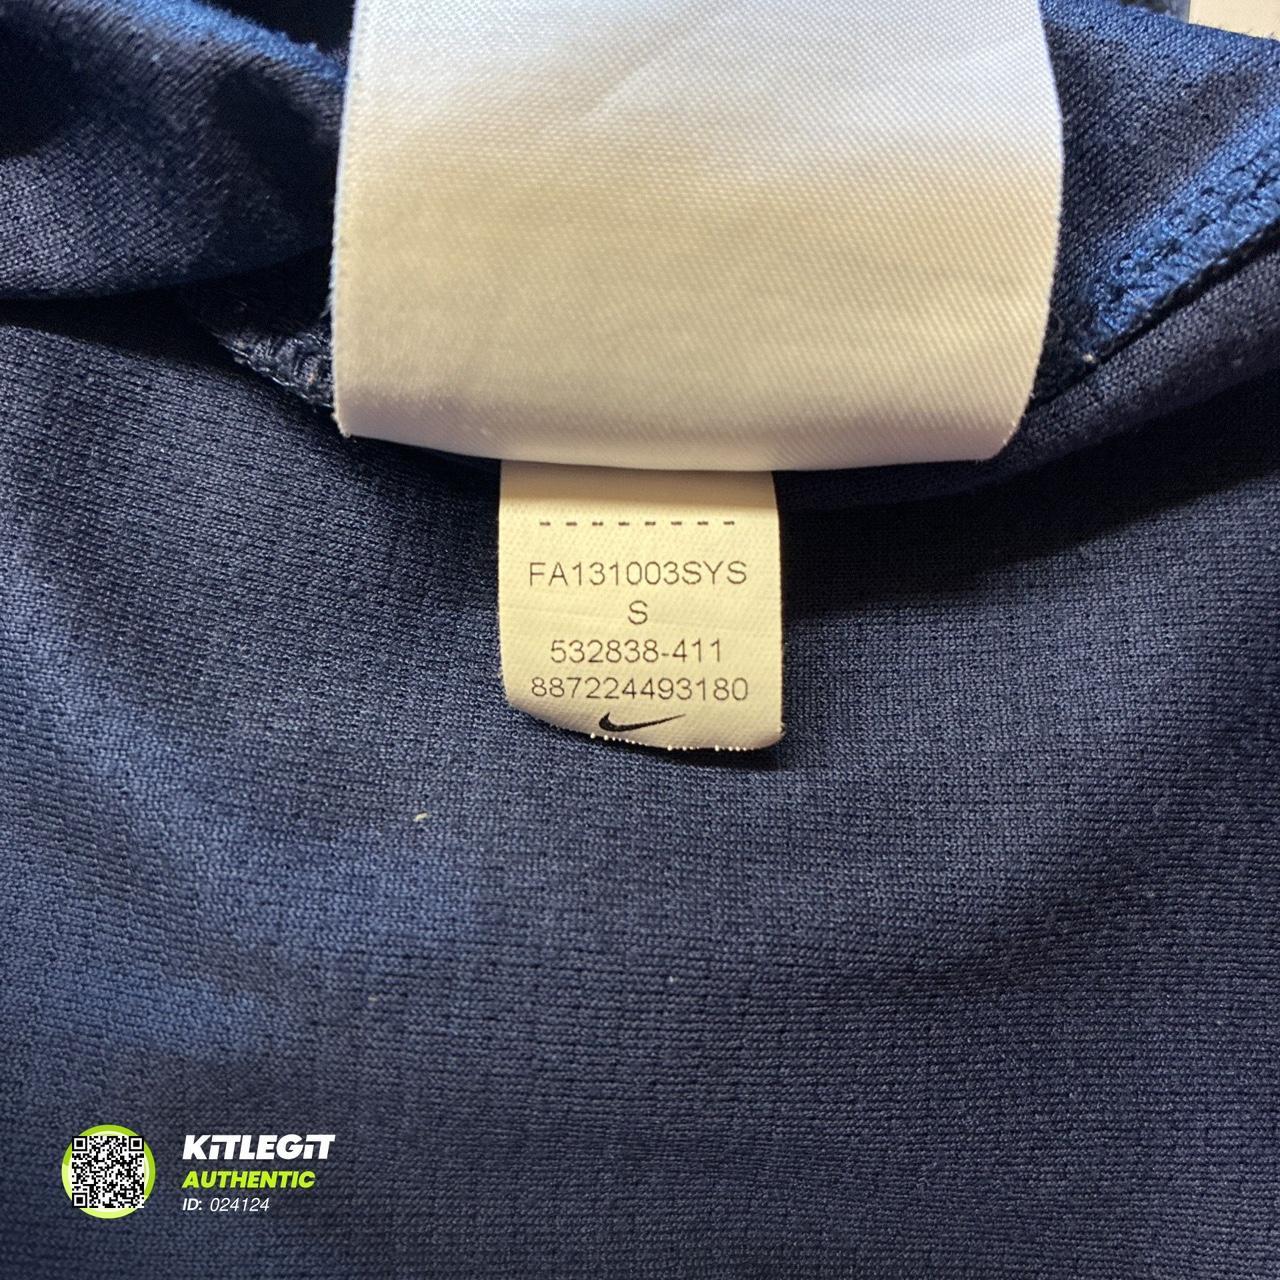 --------
FA131003SYS
S
532838-411
887224493180
KiTLEGiT
AUTHENTIC
ID: 024124